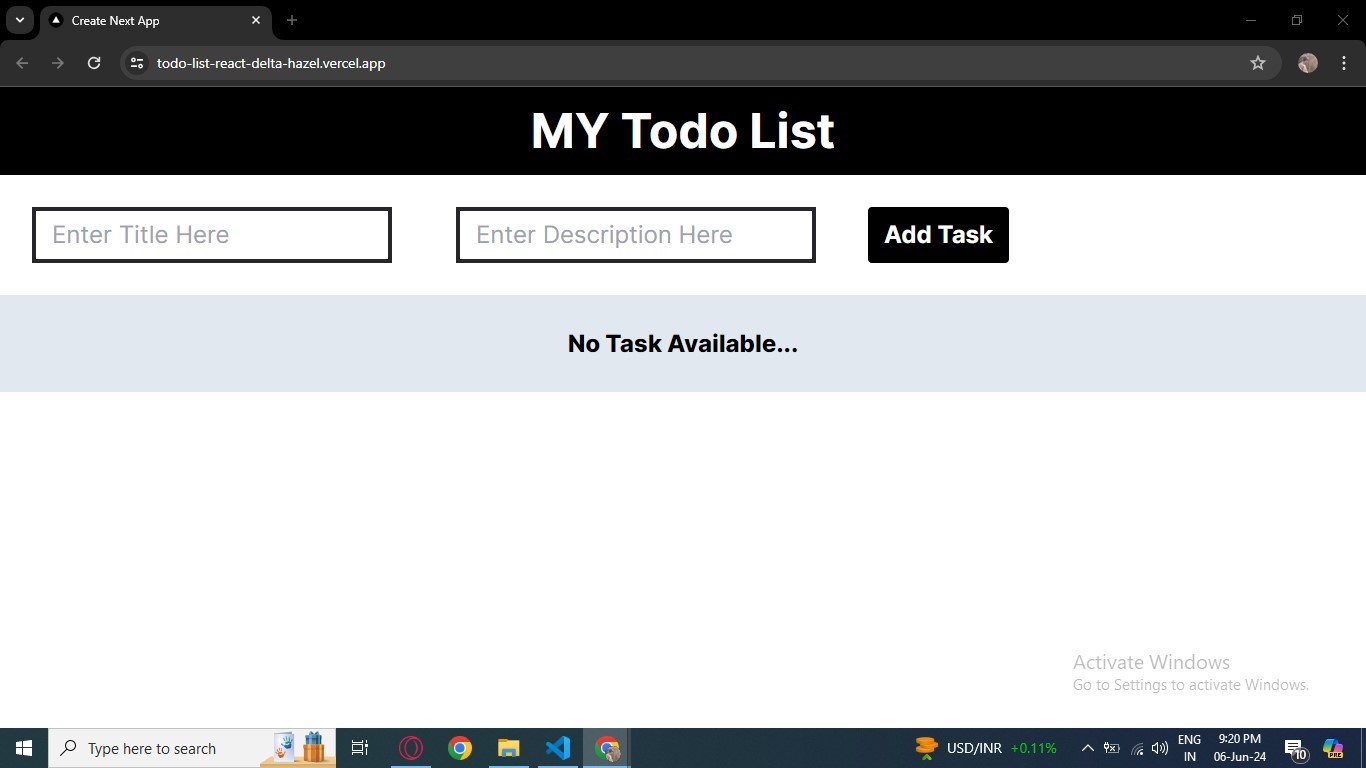 Create Next App
todo-list-react-delta-hazel.vercel.app
MY Todo List
Enter Title Here
Enter Description Here
Add Task
No Task Available...
Activate Windows
Go to Settings to activate Windows.
Type here to search
USD/INR +0.11%
ENG
IN
9:20 PM
06-Jun-24
10
PRE